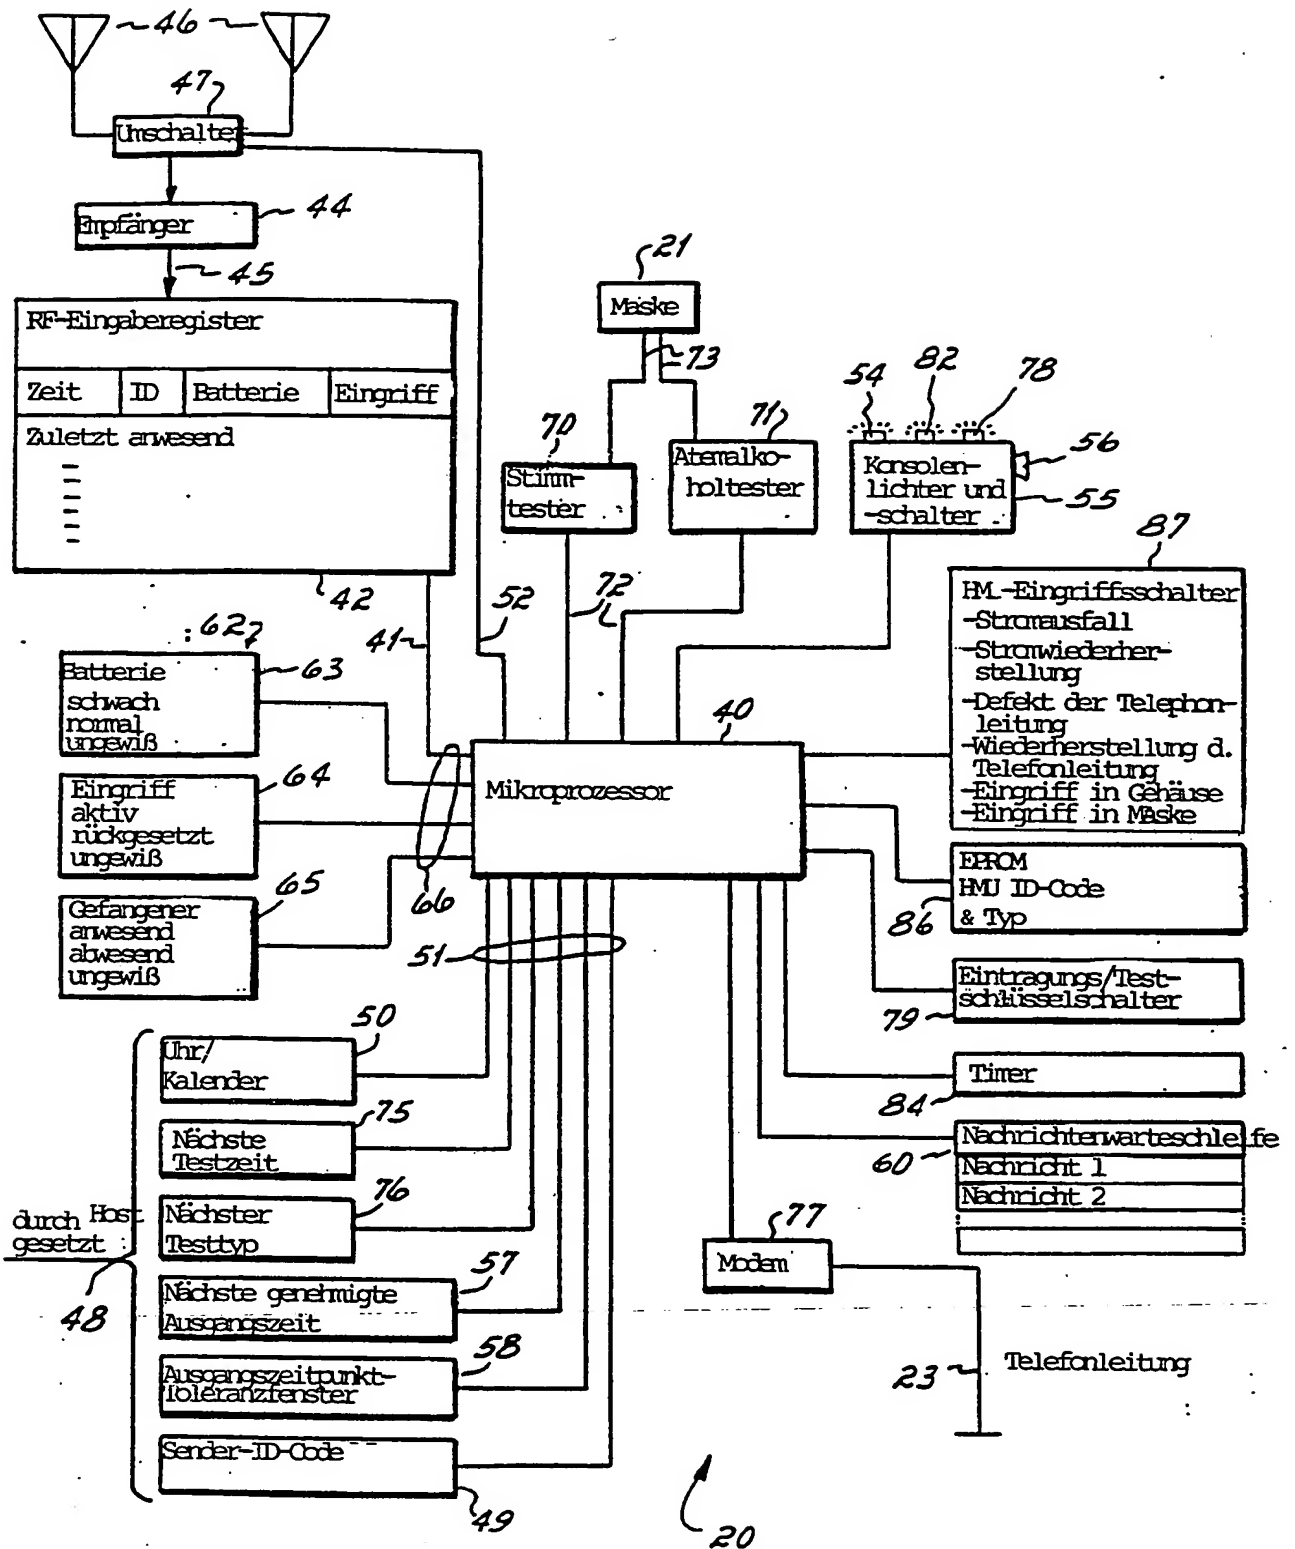 46
47
Umschalter
Empfänger
44
45
RF-Eingaberegister
Zeit ID Batterie Eingriff
Zuletzt anwesend
42
41
52
21
Maske
73
70
Stimm-
tester
71
Atemalko-
holtester
72
54
82
78
56
Konsolen-
lichter und
-schalter
55
87
HM.-Eingriffsschalter
-Stromausfall
-Stromwiederher-
stellung
-Defekt der Telephon-
leitung
-Wiederherstellung d.
Telefonleitung
-Eingriff in Gehäuse
-Eingriff in Maske
62
63
Batterie
schwach
normal
ungewiß
64
Eingriff
aktiv
rückgesetzt
ungewiß
65
Gefangener
anwesend
abwesend
ungewiß
66
40
Mikroprozessor
51
EPROM
HMU ID-Code
& Typ
86
Eintragungs/Test-
schlüsselschalter
79
Timer
84
Nachrichtenwarteschleife
60
Nachricht 1
Nachricht 2
50
Uhr/
Kalender
75
Nächste
Testzeit
76
Nächster
Testtyp
durch Host
gesetzt :
48
57
Nächste genehmigte
Ausgangszeit
58
Ausgangszeitpunkt-
Toleranzfenster
Sender-ID-Code
49
77
Modem
23
Telefonleitung
20